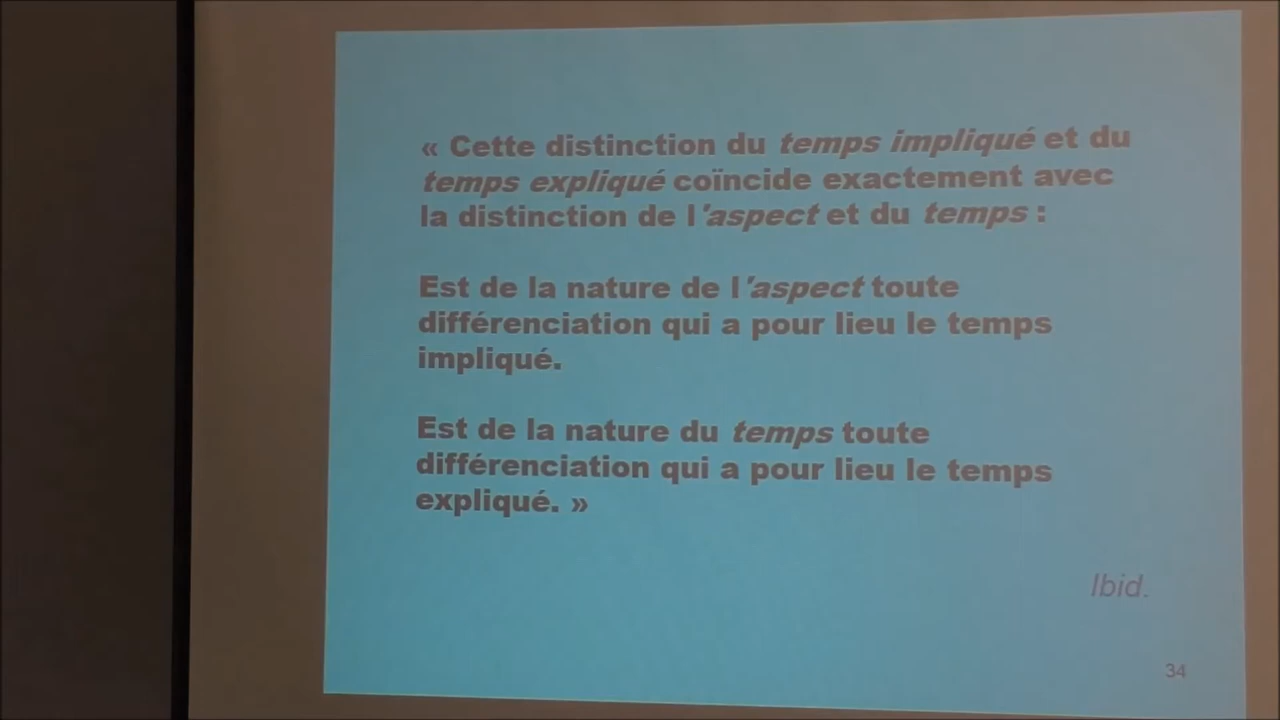 « Cette distinction du temps impliqué et du
temps expliqué coïncide exactement avec
la distinction de l'aspect et du temps :
Est de la nature de l'aspect toute
différenciation qui a pour lieu le temps
impliqué.
Est de la nature du temps toute
différenciation qui a pour lieu le temps
expliqué. »
Ibid.
34